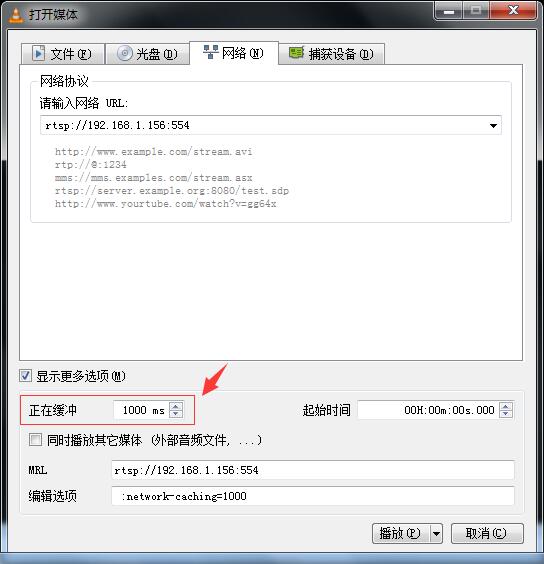 打开媒体
文件(F) 光盘(D) 网络(N) 捕获设备(D)
网络协议
请输入网络 URL:
rtsp://192.168.1.156:554
http://www.example.com/stream.avi
rtp://@:1234
mms://mms.examples.com/stream.asx
rtsp://server.example.org:8080/test.sdp
http://www.yourtube.com/watch?v=gg64x
显示更多选项(M)
正在缓冲 1000 ms 起始时间 00H:00m:00s.000
同时播放其它媒体 (外部音频文件, ...)
MRL rtsp://192.168.1.156:554
编辑选项 :network-caching=1000
播放(P) 取消(C)